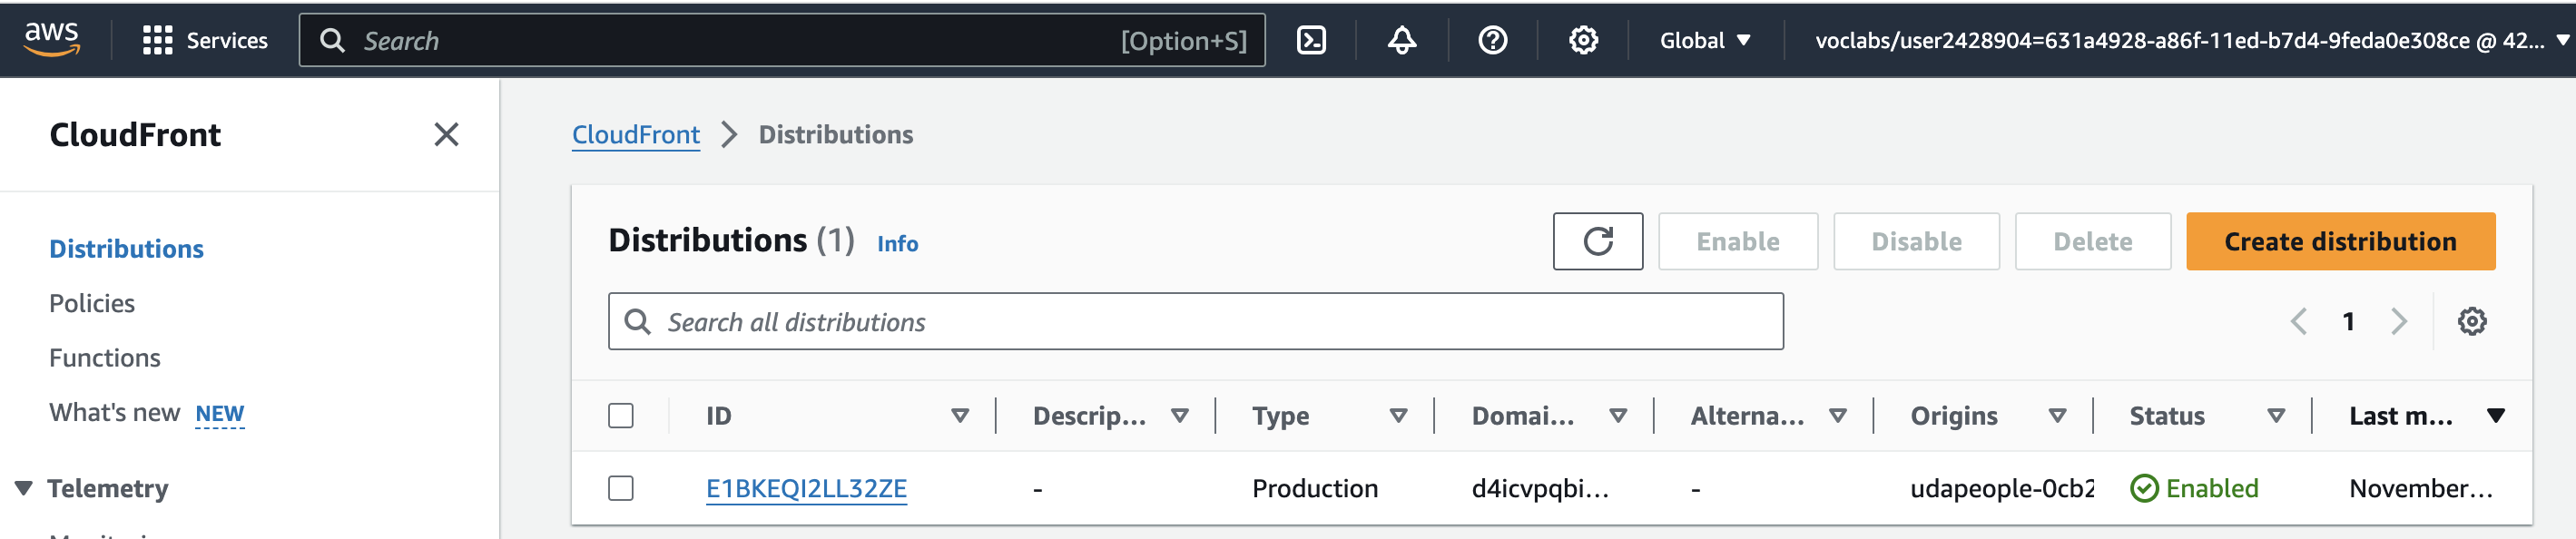 aws Services Search [Option+S] Global voclabs/user2428904=631a4928-a86f-11ed-b7d4-9feda0e308ce @ 42...
CloudFront
CloudFront Distributions
Distributions (1) Info Enable Disable Delete Create distribution
Distributions
Policies
Functions
What's new NEW
Telemetry
Search all distributions 1
ID Descrip... Type Domai... Alterna... Origins Status Last m...
E1BKEQI2LL32ZE - Production d4icvpqbi... - udapeople-0cb2 Enabled November...